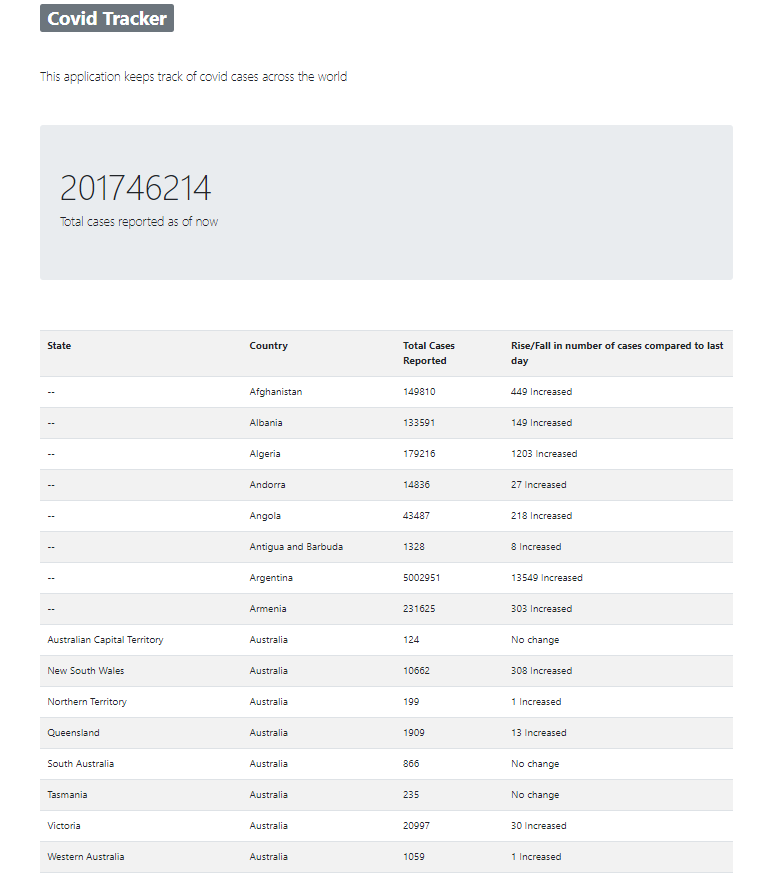 Covid Tracker
This application keeps track of covid cases across the world
201746214
Total cases reported as of now
State Country Total Cases Reported Rise/Fall in number of cases compared to last day
-- Afghanistan 149810 449 Increased
-- Albania 133591 149 Increased
-- Algeria 179216 1203 Increased
-- Andorra 14836 27 Increased
-- Angola 43487 218 Increased
-- Antigua and Barbuda 1328 8 Increased
-- Argentina 5002951 13549 Increased
-- Armenia 231625 303 Increased
Australian Capital Territory Australia 124 No change
New South Wales Australia 10662 308 Increased
Northern Territory Australia 199 1 Increased
Queensland Australia 1909 13 Increased
South Australia Australia 866 No change
Tasmania Australia 235 No change
Victoria Australia 20997 30 Increased
Western Australia Australia 1059 1 Increased